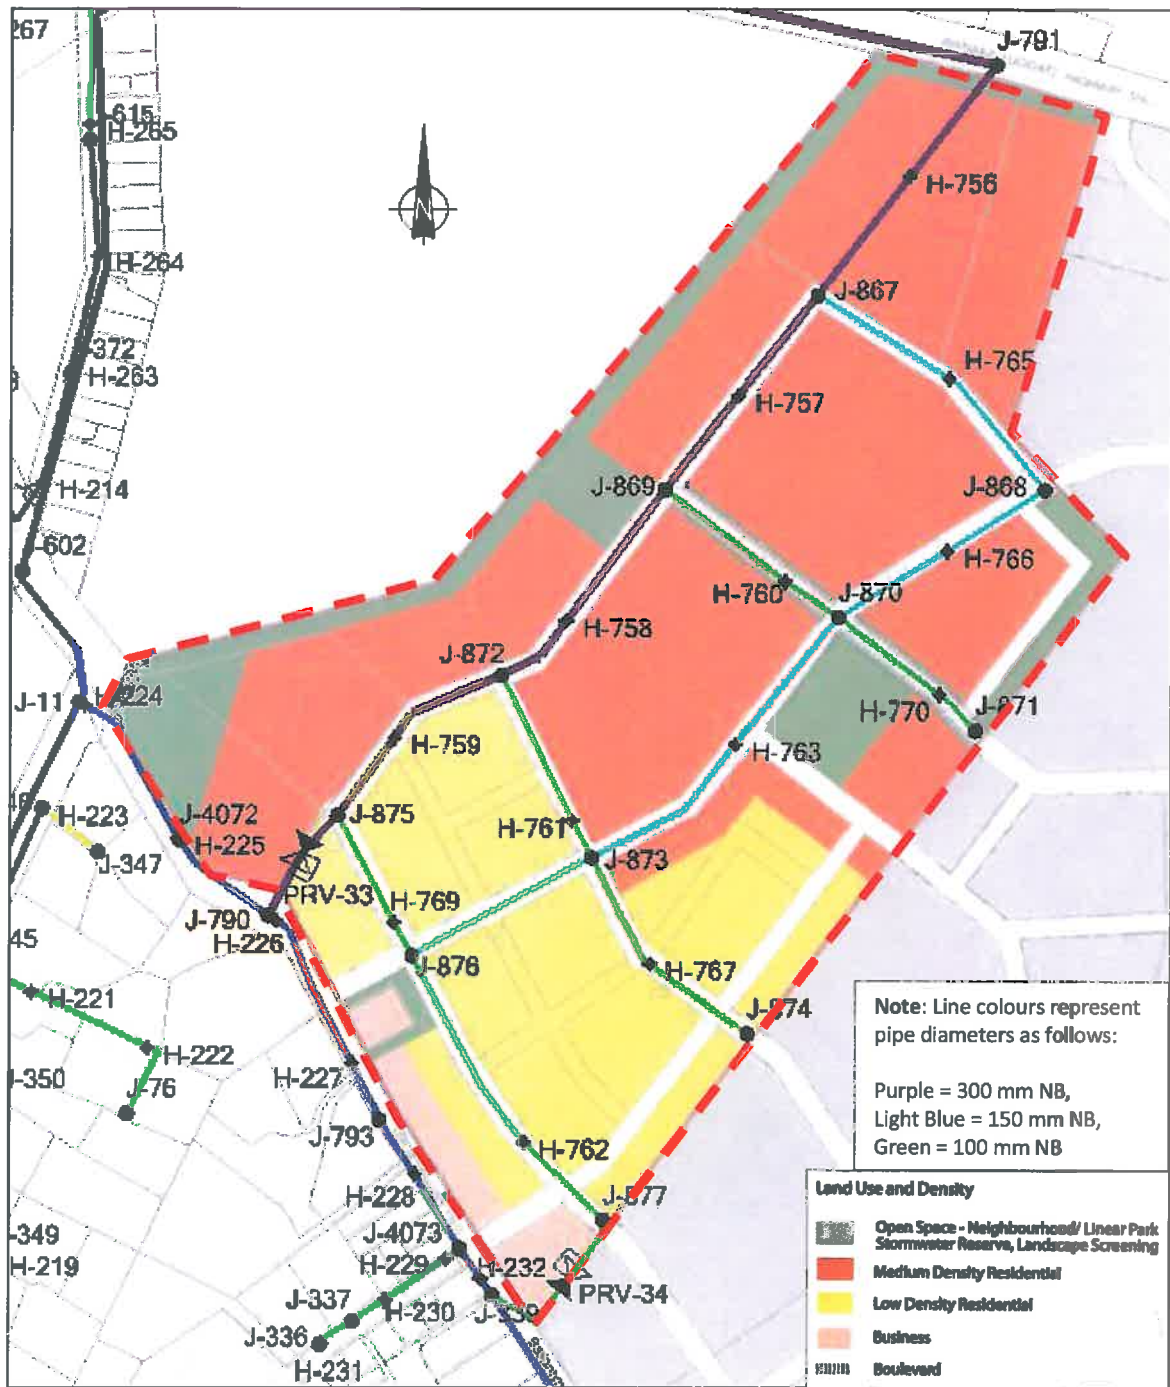 267
J-791
-615
H-265
H-756
H-264
J-867
-372
H-263
H-765
H-757
J-869
J-868
H-214
H-766
-602
H-760
J-870
H-758
J-872
J-11
H-224
H-770
J-871
H-759
H-763
H-223
J-4072
J-875
H-761
H-225
J-347
J-873
PRV-33
H-769
J-790
H-226
45
J-876
H-767
H-221
J-874
Note: Line colours represent
pipe diameters as follows:
H-222
H-227
J-350
J-76
Purple = 300 mm NB,
Light Blue = 150 mm NB,
Green = 100 mm NB
J-793
H-762
H-228
Land Use and Density
J-877
J-4073
Open Space - Neighbourhood/ Linear Park
Stormwater Reserve, Landscape Screening
-349
H-229
H-219
H-232
Medium Density Residential
PRV-34
J-337
H-230
J-339
Low Density Residential
J-336
Business
H-231
Boulevard